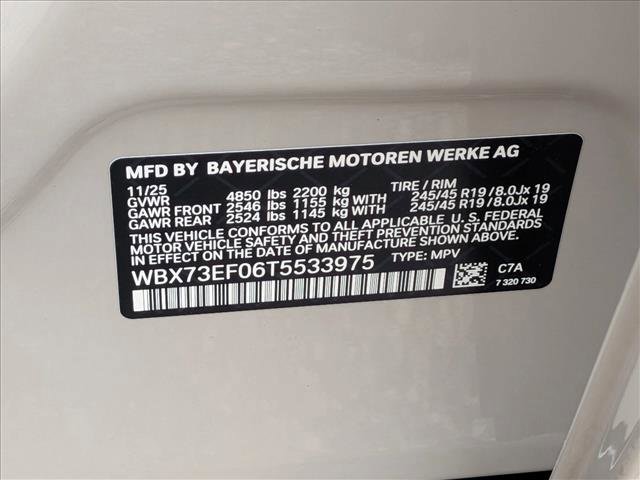 MFD BY BAYERISCHE MOTOREN WERKE AG
11/25 TIRE / RIM
GVWR 4850 lbs 2200 kg
GAWR FRONT 2546 lbs 1155 kg WITH 245/45 R19 / 8.0Jx 19
GAWR REAR 2524 lbs 1145 kg WITH 245/45 R19 / 8.0Jx 19
THIS VEHICLE CONFORMS TO ALL APPLICABLE U. S. FEDERAL
MOTOR VEHICLE SAFETY, BUMPER, AND THEFT PREVENTION STANDARDS
IN EFFECT ON THE DATE OF MANUFACTURE SHOWN ABOVE.
WBX73EF06T5533975 TYPE: MPV
C7A
7 320 730